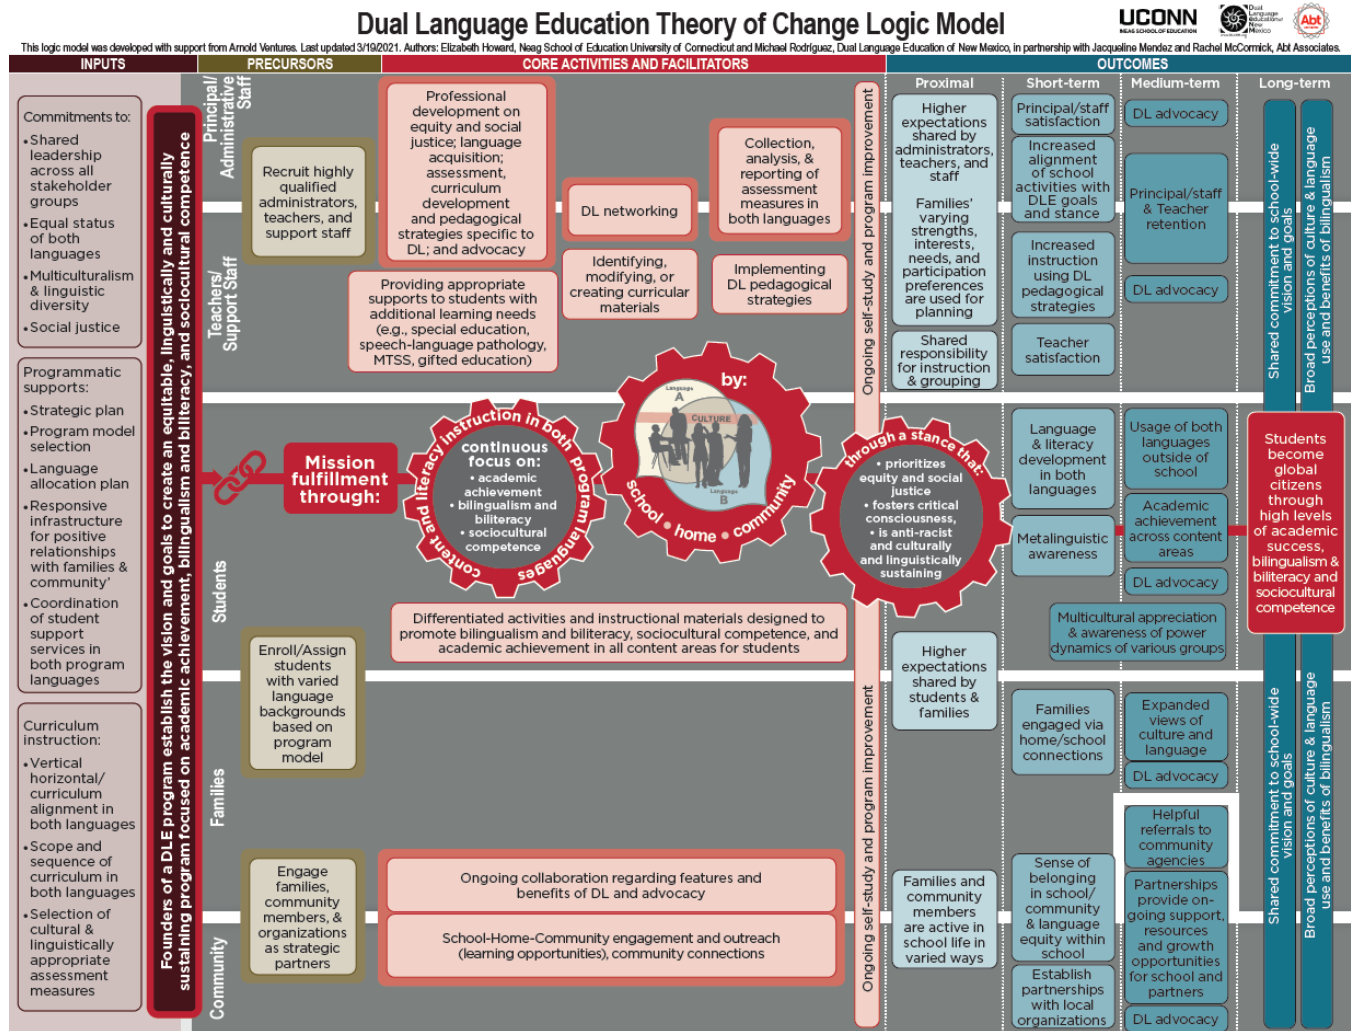 Dual Language Education Theory of Change Logic Model
UCONN
NEAG SCHOOL OF EDUCATION
Dual
Language
education of
New
Mexico
Abt
This logic model was developed with support from Arnold Ventures. Last updated 3/19/2021. Authors: Elizabeth Howard, Neag School of Education University of Connecticut and Michael Rodríguez, Dual Language Education of New Mexico, in partnership with Jacqueline Mendez and Rachel McCormick, Abt Associates.
INPUTS
PRECURSORS
CORE ACTIVITIES AND FACILITATORS
OUTCOMES
Commitments to:
•Shared
leadership
across all
stakeholder
groups
•Equal status
of both
languages
•Multiculturalism
& linguistic
diversity
•Social justice
Programmatic
supports:
•Strategic plan
•Program model
selection
•Language
allocation plan
•Responsive
infrastructure
for positive
relationships
with families &
community'
•Coordination
of student
support
services in
both program
languages
Curriculum
instruction:
•Vertical
horizontal/
curriculum
alignment in
both languages
•Scope and
sequence of
curriculum in
both languages
•Selection of
cultural &
linguistically
appropriate
assessment
measures
Founders of a DLE program establish the vision and goals to create an equitable, linguistically and culturally
sustaining program focused on academic achievement, bilingualism and biliteracy, and sociocultural competence
Principal/
Administrative
Staff
Teachers/
Support Staff
Students
Families
Community
Recruit highly
qualified
administrators,
teachers, and
support staff
Enroll/Assign
students
with varied
language
backgrounds
based on
program
model
Engage
families,
community
members, &
organizations
as strategic
partners
Professional
development on
equity and social
justice; language
acquisition;
assessment,
curriculum
development
and pedagogical
strategies specific to
DL; and advocacy
DL networking
Collection,
analysis, &
reporting of
assessment
measures in
both languages
Providing appropriate
supports to students with
additional learning needs
(e.g., special education,
speech-language pathology,
MTSS, gifted education)
Identifying,
modifying, or
creating curricular
materials
Implementing
DL pedagogical
strategies
Mission
fulfillment
through:
content and literacy instruction in both program languages
continuous
focus on:
• academic
achievement
• bilingualism and
biliteracy
• sociocultural
competence
by:
Language
A
CULTURE
Language
B
school • home • community
through a stance that:
• prioritizes
equity and social
justice
• fosters critical
consciousness,
• is anti-racist
and culturally
and linguistically
sustaining
Differentiated activities and instructional materials designed to
promote bilingualism and biliteracy, sociocultural competence, and
academic achievement in all content areas for students
Ongoing collaboration regarding features and
benefits of DL and advocacy
School-Home-Community engagement and outreach
(learning opportunities), community connections
Ongoing self-study and program improvement
Ongoing self-study and program improvement
Proximal
Higher
expectations
shared by
administrators,
teachers, and
staff
Families'
varying
strengths,
interests,
needs, and
participation
preferences
are used for
planning
Shared
responsibility
for instruction
& grouping
Higher
expectations
shared by
students &
families
Families and
community
members
are active in
school life in
varied ways
Short-term
Principal/staff
satisfaction
Increased
alignment
of school
activities with
DLE goals
and stance
Increased
instruction
using DL
pedagogical
strategies
Teacher
satisfaction
Language
& literacy
development
in both
languages
Metalinguistic
awareness
Multicultural appreciation
& awareness of power
dynamics of various groups
Families
engaged via
home/school
connections
Sense of
belonging in
school/
community
& language
equity within
school
Establish
partnerships
with local
organizations
Medium-term
DL advocacy
Principal/staff
& Teacher
retention
DL advocacy
Usage of both
languages
outside of
school
Academic
achievement
across content
areas
DL advocacy
Expanded
views of
culture and
language
DL advocacy
Helpful
referrals to
community
agencies
Partnerships
provide on-
going support,
resources
and growth
opportunities
for school and
partners
DL advocacy
Long-term
Shared commitment to school-wide
vision and goals
Broad perceptions of culture & language
use and benefits of bilingualism
Students
become
global
citizens
through
high levels
of academic
success,
bilingualism &
biliteracy and
sociocultural
competence
Shared commitment to school-wide
vision and goals
Broad perceptions of culture & language
use and benefits of bilingualism